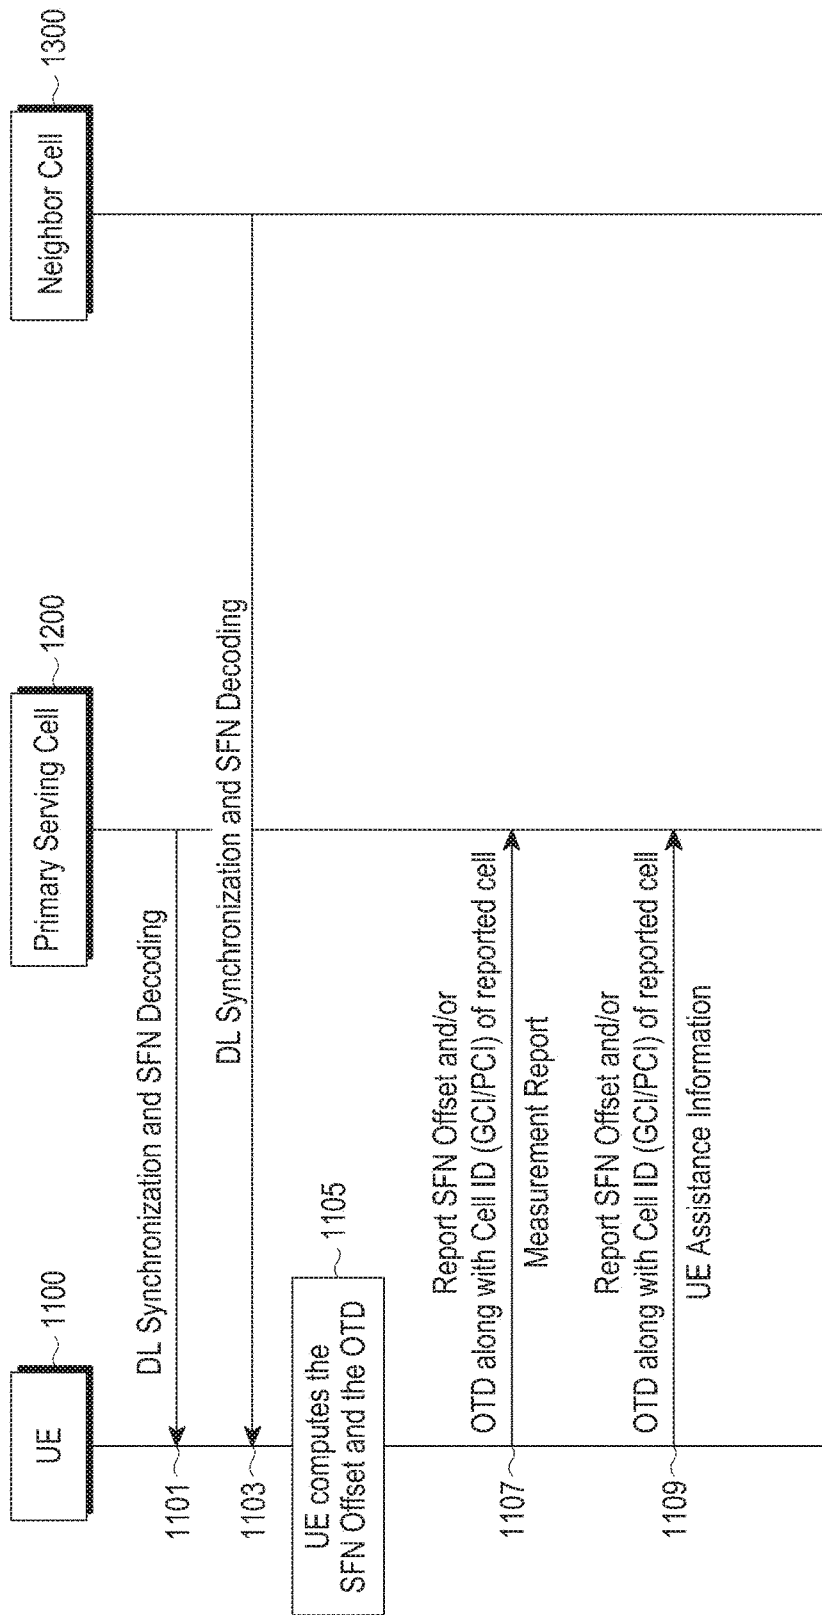 UE
1100
Primary Serving Cell
1200
Neighbor Cell
1300
DL Synchronization and SFN Decoding
1101
DL Synchronization and SFN Decoding
1103
UE computes the
SFN Offset and the OTD
1105
Report SFN Offset and/or
OTD along with Cell ID (GCI/PCI) of reported cell
1107
Measurement Report
Report SFN Offset and/or
OTD along with Cell ID (GCI/PCI) of reported cell
1109
UE Assistance Information